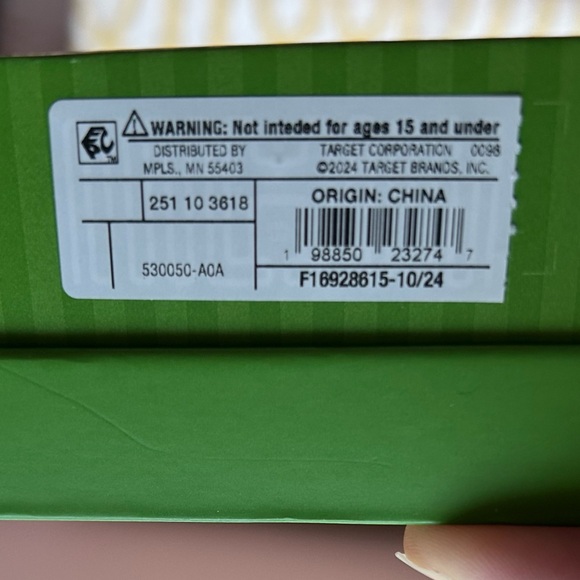 WARNING: Not inteded for ages 15 and under
DISTRIBUTED BY TARGET CORPORATION 0098
MPLS., MN 55403 ©2024 TARGET BRANDS, INC.
251 10 3618
ORIGIN: CHINA
1 98850 23274 7
530050-A0A
F16928615-10/24